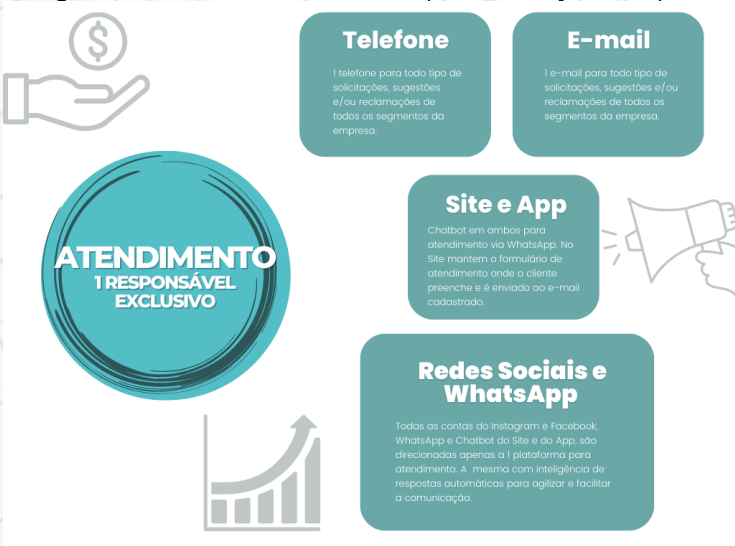 Telefone
1 telefone para todo tipo de
solicitações, sugestões
e/ou reclamações de
todos os segmentos da
empresa.
E-mail
1 e-mail para todo tipo de
solicitações, sugestões e/ou
reclamações de todos os
segmentos da empresa.
$
ATENDIMENTO
1 RESPONSÁVEL
EXCLUSIVO
Site e App
Chatbot em ambos para
atendimento via WhatsApp. No
Site mantem o formulário de
atendimento onde o cliente
preenche e é enviado ao e-mail
cadastrado.
Redes Sociais e
WhatsApp
Todas as contas do Instagram e Facebook,
WhatsApp e Chatbot do Site e do App, são
direcionadas apenas a 1 plataforma para
atendimento. A mesma com inteligência de
respostas automáticas para agilizar e facilitar
a comunicação.